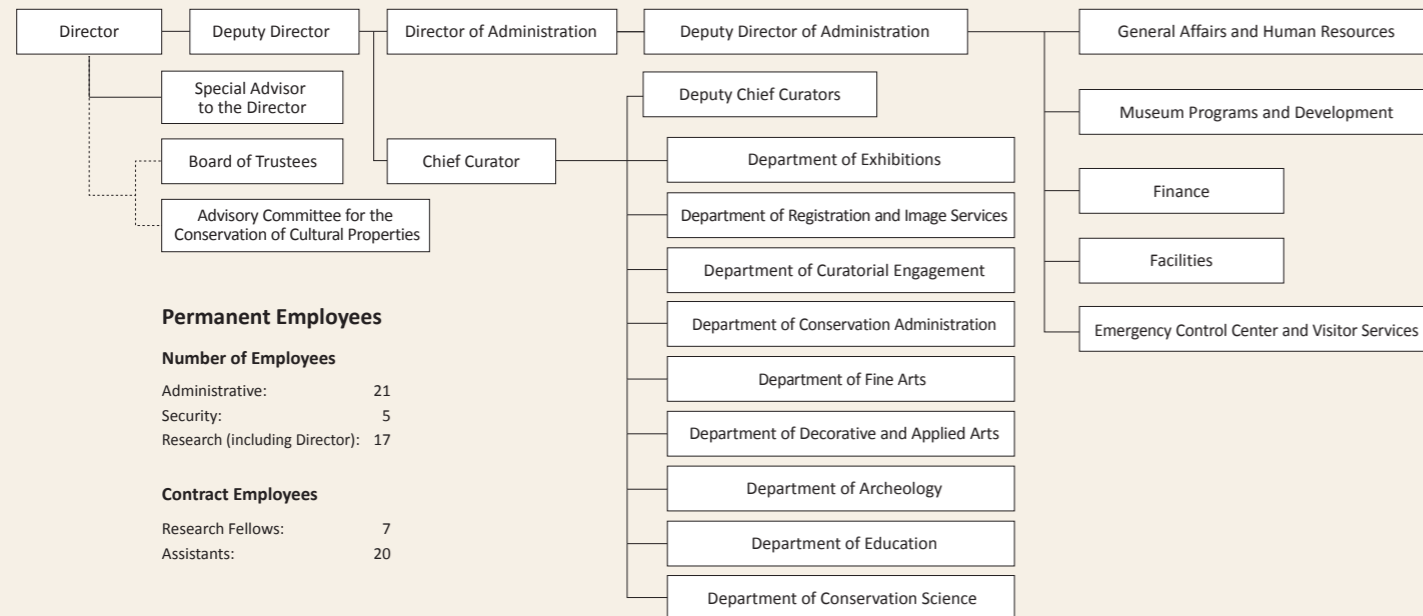 Director
Deputy Director
Director of Administration
Deputy Director of Administration
General Affairs and Human Resources
Special Advisor
to the Director
Deputy Chief Curators
Museum Programs and Development
Board of Trustees
Chief Curator
Department of Exhibitions
Finance
Advisory Committee for the
Conservation of Cultural Properties
Department of Registration and Image Services
Department of Curatorial Engagement
Facilities
Department of Conservation Administration
Emergency Control Center and Visitor Services
Department of Fine Arts
Department of Decorative and Applied Arts
Department of Archeology
Department of Education
Department of Conservation Science
Permanent Employees
Number of Employees
Administrative: 21
Security: 5
Research (including Director): 17
Contract Employees
Research Fellows: 7
Assistants: 20